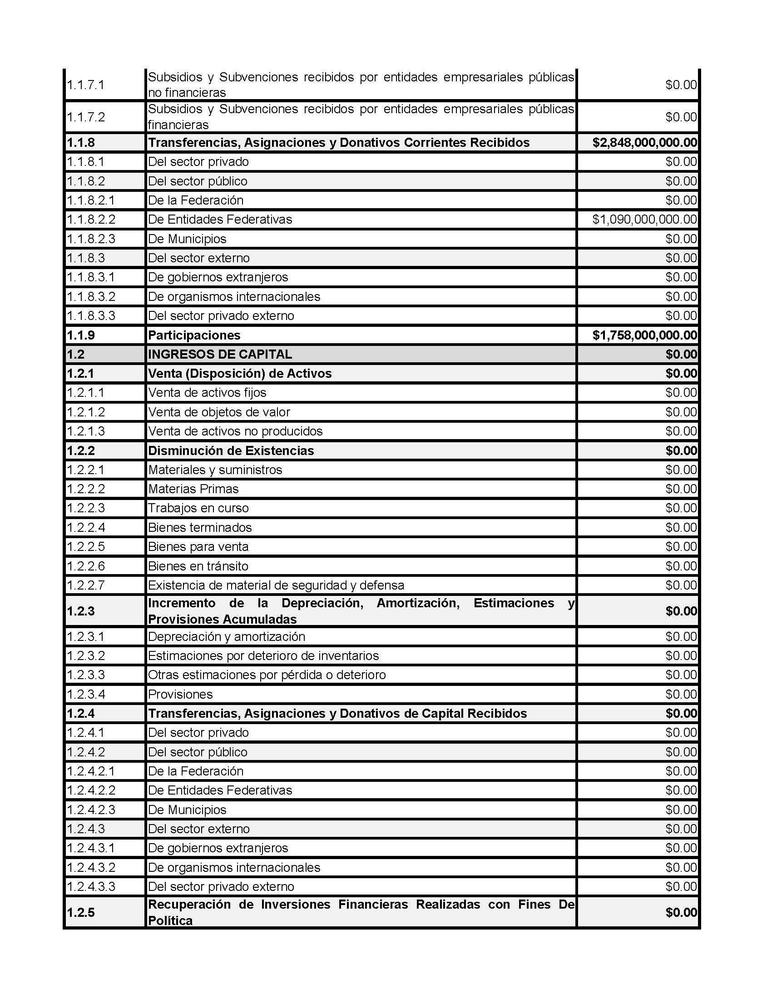 1.1.7.1 Subsidios y Subvenciones recibidos por entidades empresariales públicas
no financieras $0.00
1.1.7.2 Subsidios y Subvenciones recibidos por entidades empresariales públicas
financieras $0.00
1.1.8 Transferencias, Asignaciones y Donativos Corrientes Recibidos $2,848,000,000.00
1.1.8.1 Del sector privado $0.00
1.1.8.2 Del sector público $0.00
1.1.8.2.1 De la Federación $0.00
1.1.8.2.2 De Entidades Federativas $1,090,000,000.00
1.1.8.2.3 De Municipios $0.00
1.1.8.3 Del sector externo $0.00
1.1.8.3.1 De gobiernos extranjeros $0.00
1.1.8.3.2 De organismos internacionales $0.00
1.1.8.3.3 Del sector privado externo $0.00
1.1.9 Participaciones $1,758,000,000.00
1.2 INGRESOS DE CAPITAL $0.00
1.2.1 Venta (Disposición) de Activos $0.00
1.2.1.1 Venta de activos fijos $0.00
1.2.1.2 Venta de objetos de valor $0.00
1.2.1.3 Venta de activos no producidos $0.00
1.2.2 Disminución de Existencias $0.00
1.2.2.1 Materiales y suministros $0.00
1.2.2.2 Materias Primas $0.00
1.2.2.3 Trabajos en curso $0.00
1.2.2.4 Bienes terminados $0.00
1.2.2.5 Bienes para venta $0.00
1.2.2.6 Bienes en tránsito $0.00
1.2.2.7 Existencia de material de seguridad y defensa $0.00
1.2.3 Incremento de la Depreciación, Amortización, Estimaciones y
Provisiones Acumuladas $0.00
1.2.3.1 Depreciación y amortización $0.00
1.2.3.2 Estimaciones por deterioro de inventarios $0.00
1.2.3.3 Otras estimaciones por pérdida o deterioro $0.00
1.2.3.4 Provisiones $0.00
1.2.4 Transferencias, Asignaciones y Donativos de Capital Recibidos $0.00
1.2.4.1 Del sector privado $0.00
1.2.4.2 Del sector público $0.00
1.2.4.2.1 De la Federación $0.00
1.2.4.2.2 De Entidades Federativas $0.00
1.2.4.2.3 De Municipios $0.00
1.2.4.3 Del sector externo $0.00
1.2.4.3.1 De gobiernos extranjeros $0.00
1.2.4.3.2 De organismos internacionales $0.00
1.2.4.3.3 Del sector privado externo $0.00
1.2.5 Recuperación de Inversiones Financieras Realizadas con Fines De
Política $0.00